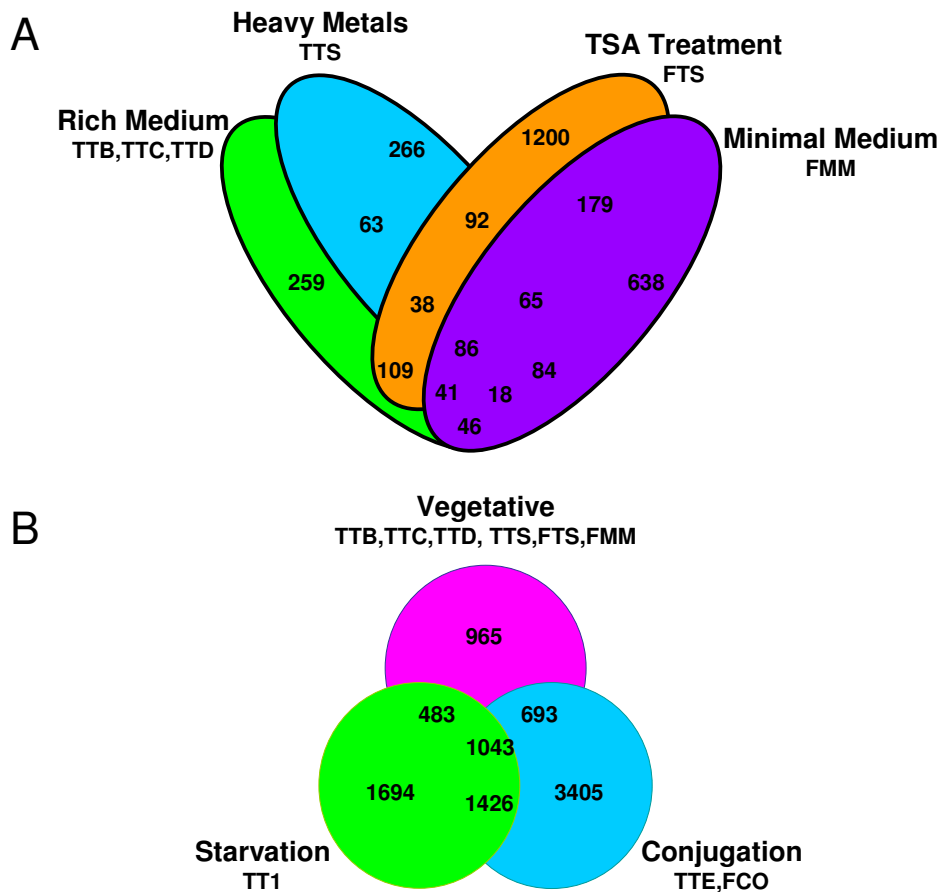 A
Heavy Metals
TTS
TSA Treatment
FTS
Rich Medium
TTB,TTC,TTD
Minimal Medium
FMM
266
1200
63
92
179
259
38
65
638
86
109
84
41
18
46
B
Vegetative
TTB,TTC,TTD, TTS,FTS,FMM
965
483
693
1043
1694
1426
3405
Starvation
TT1
Conjugation
TTE,FCO